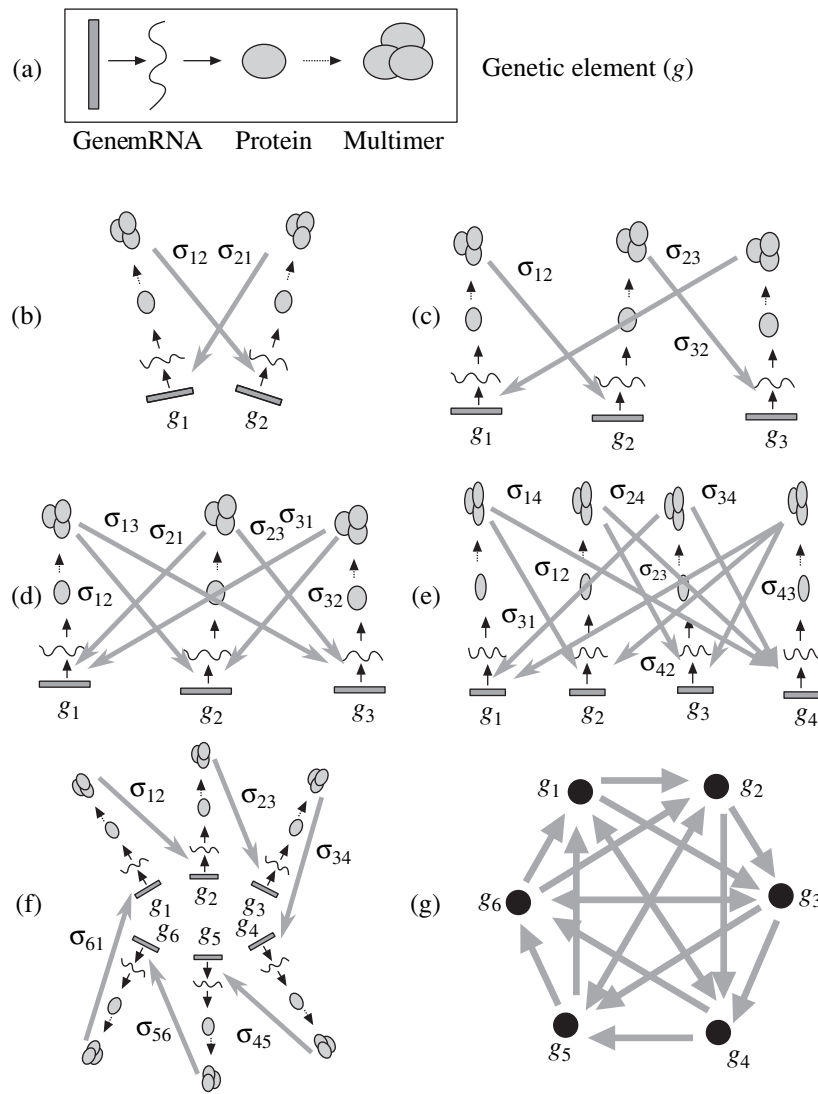 (a) Genetic element (g)
GenemRNA Protein Multimer
(b) σ12 σ21
g1 g2
(c) σ12 σ23
σ32
g1 g2 g3
(d) σ13 σ21 σ23 σ31
σ12 σ32
g1 g2 g3
(e) σ14 σ24 σ34
σ12 σ23 σ43
σ31
σ42
g1 g2 g3 g4
(f) σ12 σ23
σ34
g1 g2 g3
g6 g5 g4
σ61
σ56 σ45
(g) g1 g2
g6 g3
g5 g4